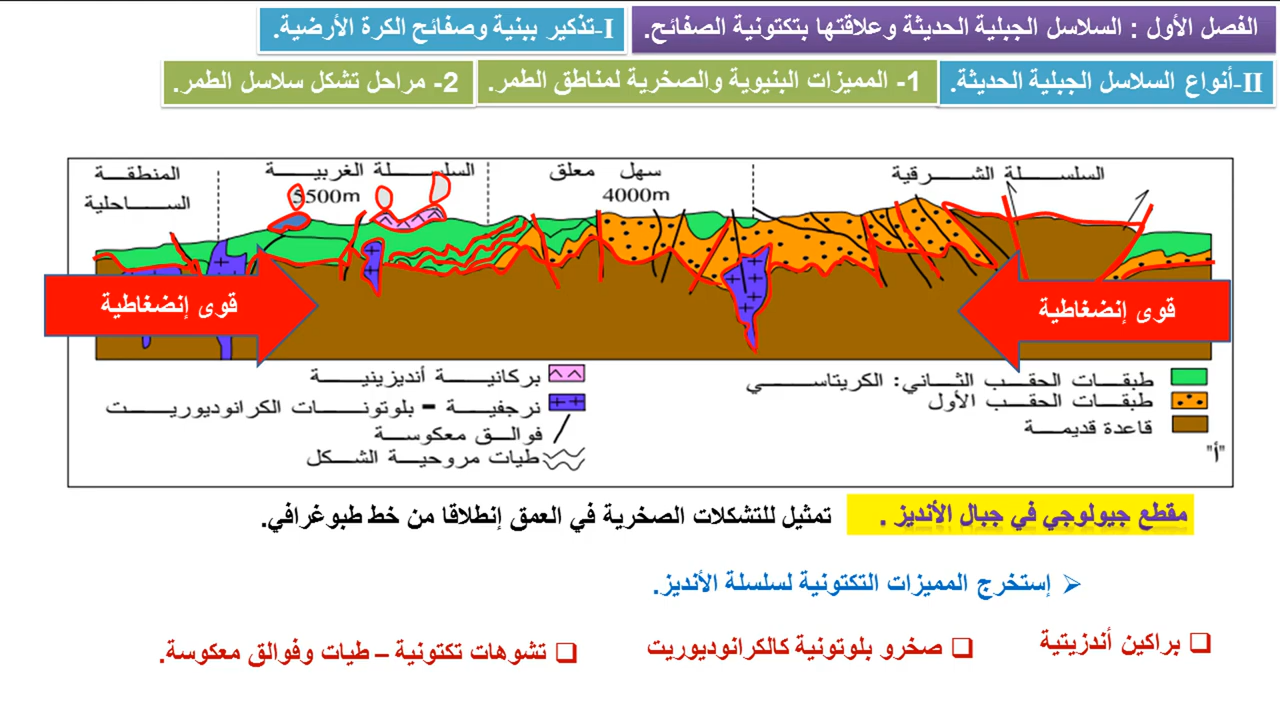 الفصل الأول : السلاسل الجبلية الحديثة وعلاقتها بتكتونية الصفائح.
I-تذكير ببنية وصفائح الكرة الأرضية.
II-أنواع السلاسل الجبلية الحديثة.
1- المميزات البنيوية والصخرية لمناطق الطمر.
2- مراحل تشكل سلاسل الطمر.
السلسلة الشرقية
سهل معلق
4000m
السلسلة الغربية
5500m
المنطقة
الساحلية
قوى إنضغاطية
قوى إنضغاطية
طبقات الحقب الثاني: الكريتاسي
طبقات الحقب الأول
قاعدة قديمة
"أ"
بركانية أنديزينية
نرجفية - بلوتونات الكرانوديوريت
فوالق معكوسة
طيات مروحية الشكل
مقطع جيولوجي في جبال الأنديز .
تمثيل للتشكلات الصخرية في العمق إنطلاقا من خط طبوغرافي.
إستخرج المميزات التكتونية لسلسلة الأنديز.
براكين أندزيتية
صخرو بلوتونية كالكرانوديوريت
تشوهات تكتونية – طيات وفوالق معكوسة.